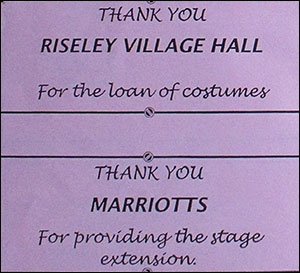 THANK YOU
RISELEY VILLAGE HALL
For the loan of costumes
THANK YOU
MARRIOTTS
For providing the stage
extension.